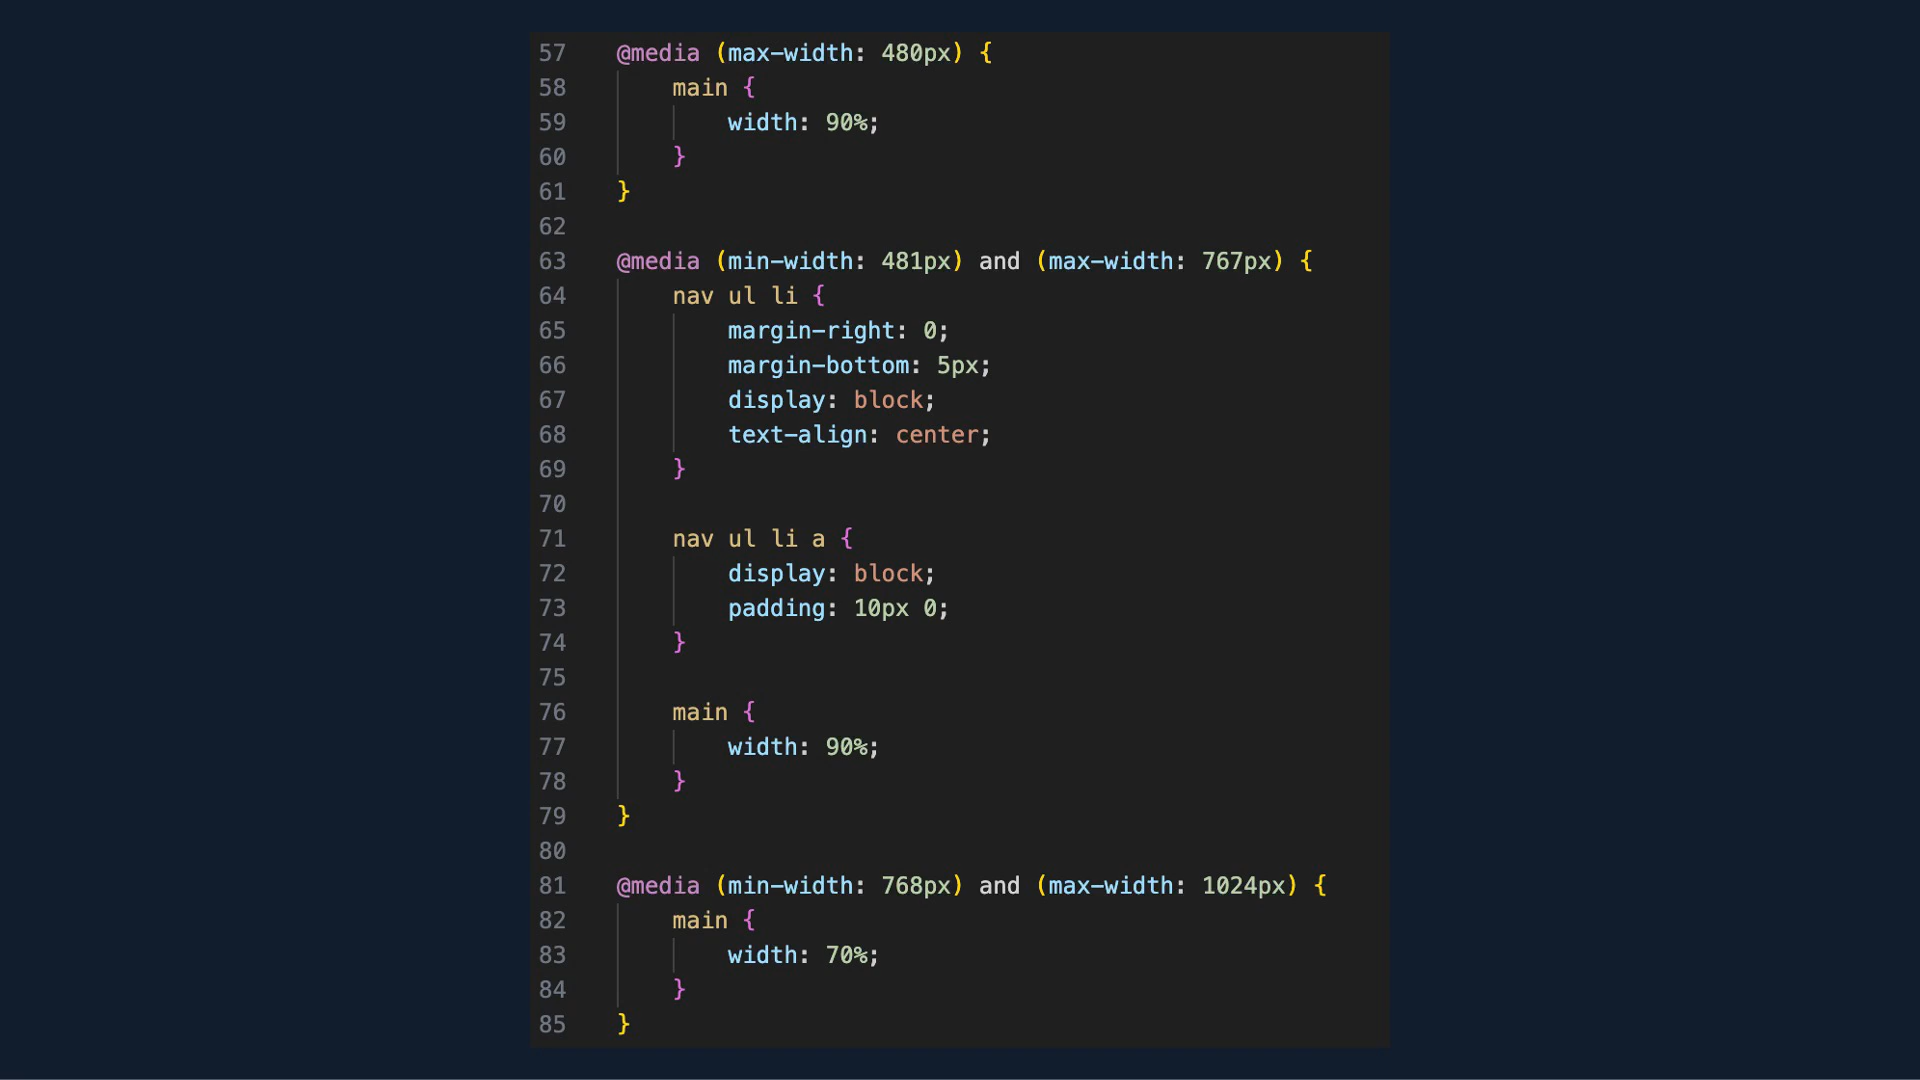 57 @media (max-width: 480px) {
58 main {
59 width: 90%;
60 }
61 }
62
63 @media (min-width: 481px) and (max-width: 767px) {
64 nav ul li {
65 margin-right: 0;
66 margin-bottom: 5px;
67 display: block;
68 text-align: center;
69 }
70
71 nav ul li a {
72 display: block;
73 padding: 10px 0;
74 }
75
76 main {
77 width: 90%;
78 }
79 }
80
81 @media (min-width: 768px) and (max-width: 1024px) {
82 main {
83 width: 70%;
84 }
85 }